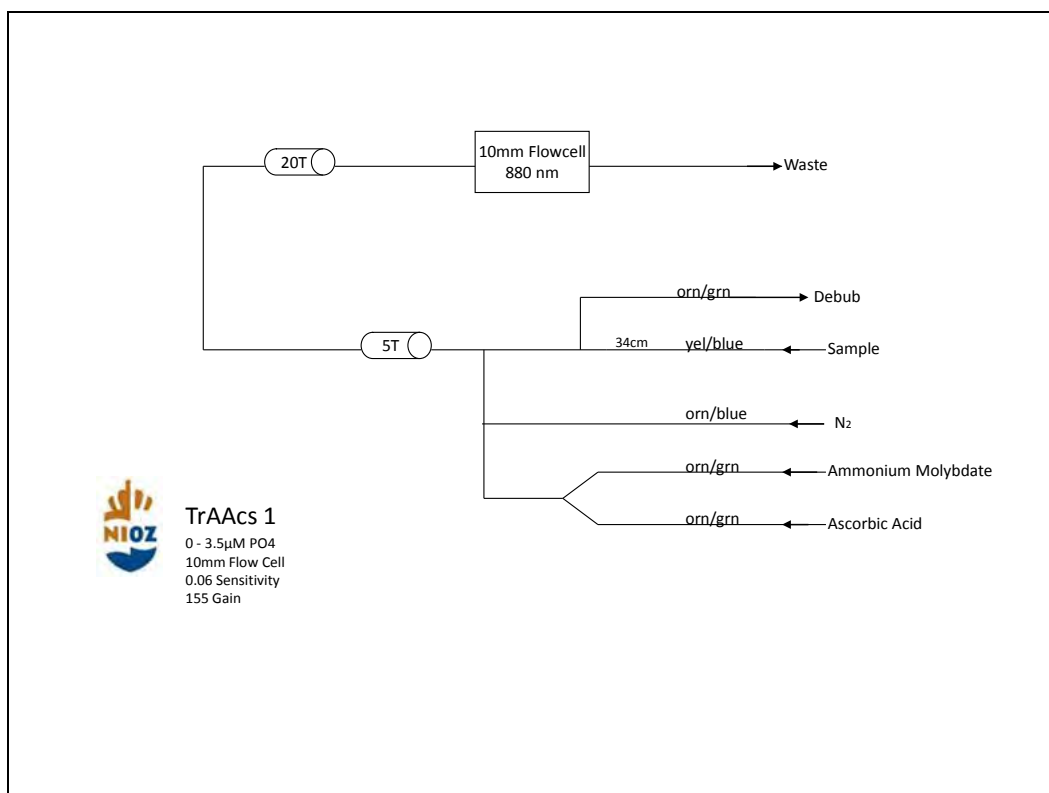 20T
10mm Flowcell
880 nm
Waste
orn/grn
Debub
5T
34cm
yel/blue
Sample
orn/blue
N₂
orn/grn
Ammonium Molybdate
orn/grn
Ascorbic Acid
NIOZ
TrAAcs 1
0 - 3.5µM PO4
10mm Flow Cell
0.06 Sensitivity
155 Gain